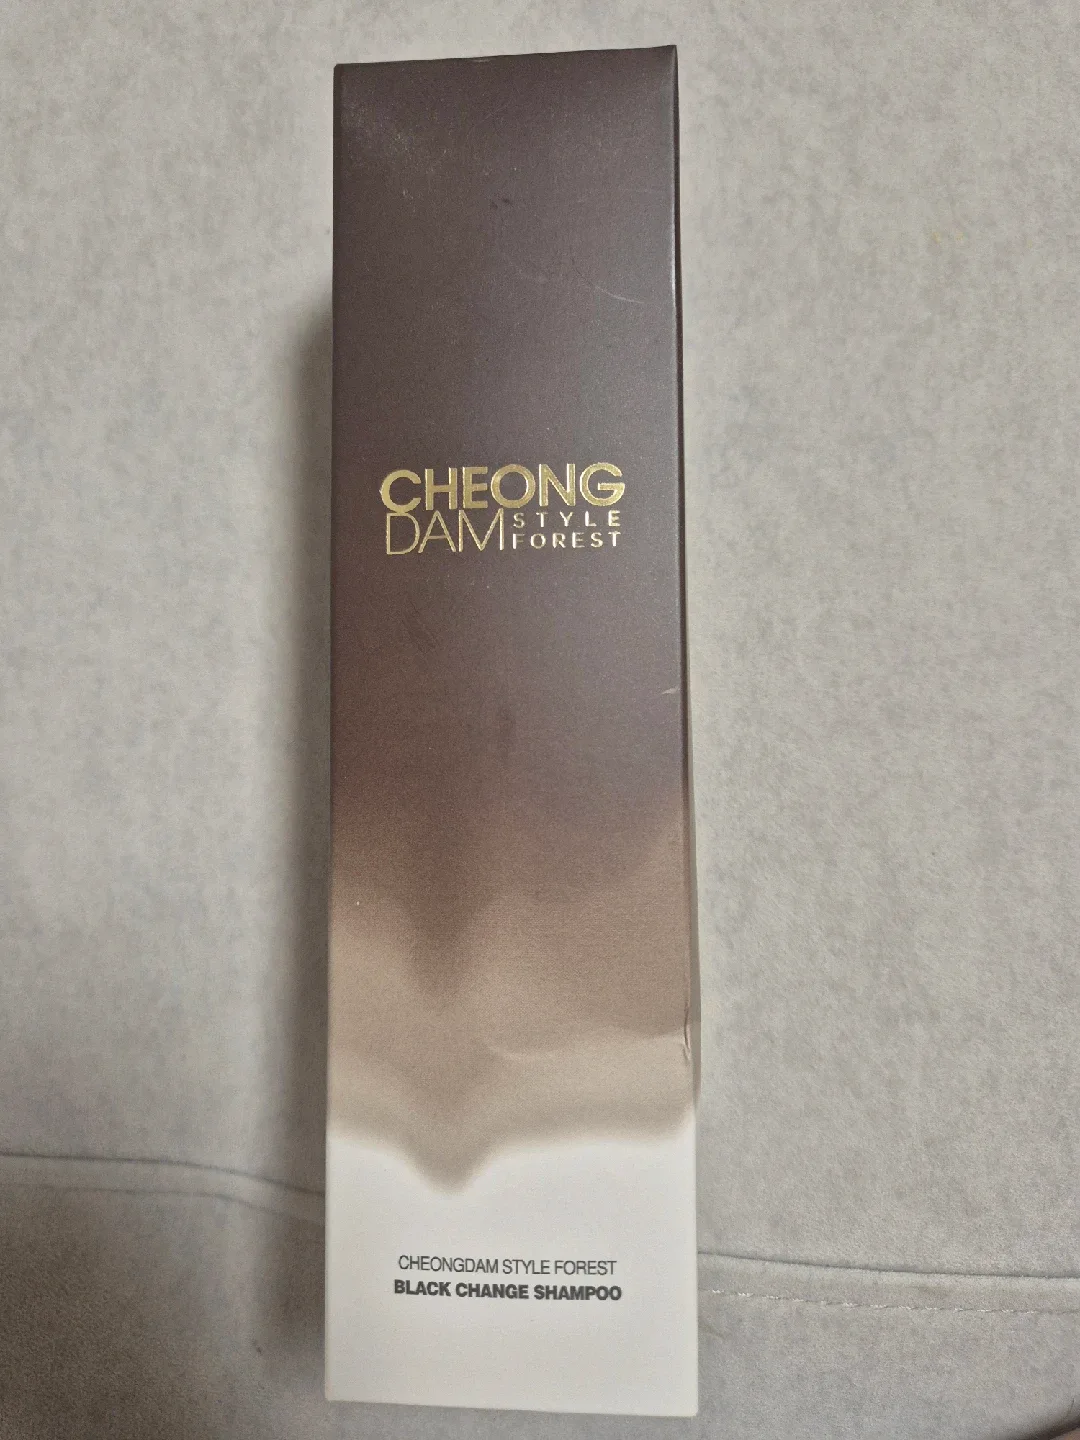 CHEONG
DAM STYLE
FOREST
CHEONGDAM STYLE FOREST
BLACK CHANGE SHAMPOO